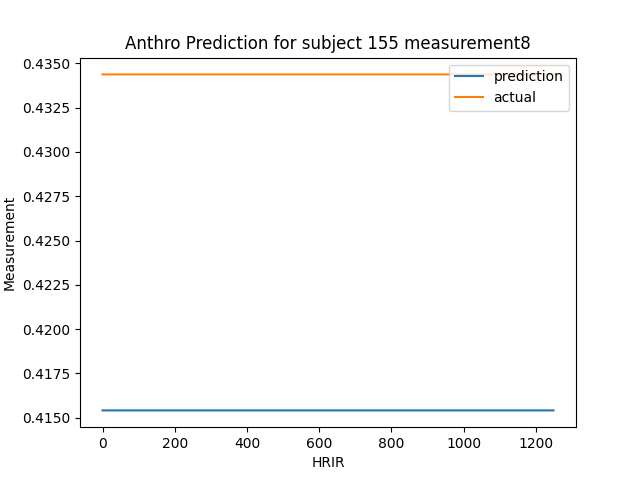 Anthro Prediction for subject 155 measurement8
0.4350
0.4325
0.4300
0.4275
0.4250
0.4225
0.4200
0.4175
0.4150
Measurement
prediction
actual
0 200 400 600 800 1000 1200
HRIR